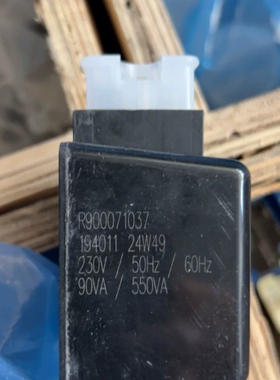 R900071037
194011 24W49
230V / 50Hz / 60Hz
90VA / 550VA